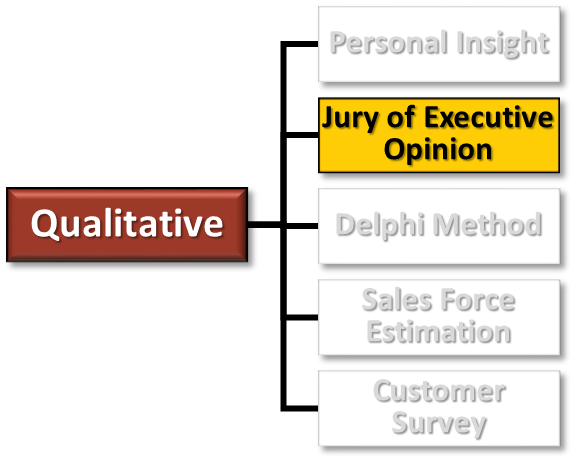 Qualitative
Personal Insight
Jury of Executive
Opinion
Delphi Method
Sales Force
Estimation
Customer
Survey